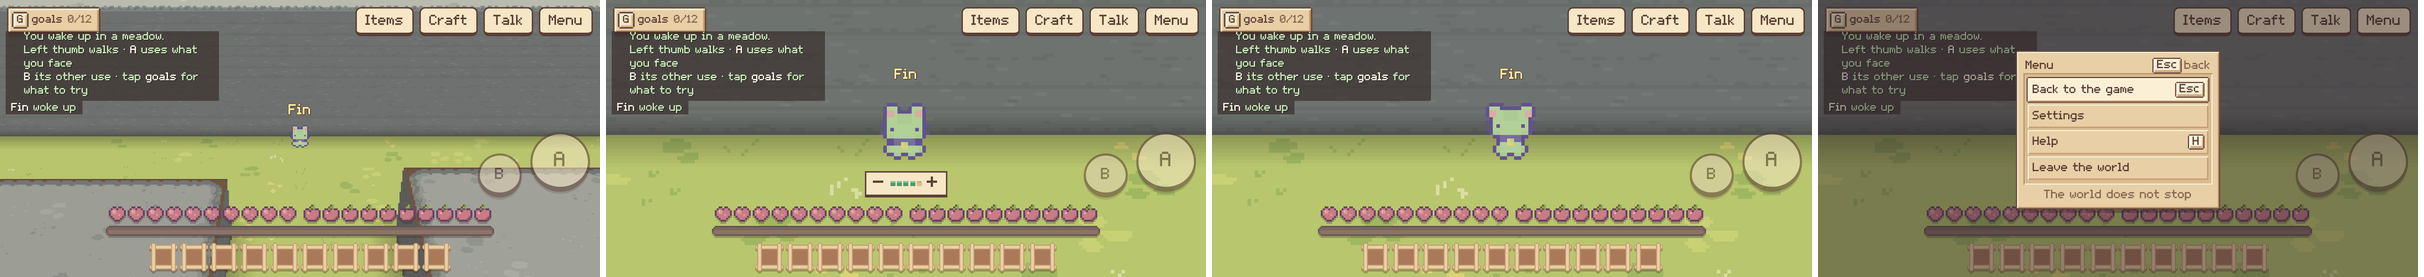 G goals 0/12
Items Craft Talk Menu
You wake up in a meadow.
Left thumb walks · A uses what
you face
B its other use · tap goals for
what to try
Fin woke up
Fin
B
A
G goals 0/12
Items Craft Talk Menu
You wake up in a meadow.
Left thumb walks · A uses what
you face
B its other use · tap goals for
what to try
Fin woke up
Fin
B
A
− +
G goals 0/12
Items Craft Talk Menu
You wake up in a meadow.
Left thumb walks · A uses what
you face
B its other use · tap goals for
what to try
Fin woke up
Fin
B
A
G goals 0/12
Items Craft Talk Menu
You wake up in a meadow.
Left thumb walks · A uses what
you face
B its other use · tap goals for
what to try
Fin woke up
Menu Esc back
Back to the game Esc
Settings
Help H
Leave the world
The world does not stop
B
A